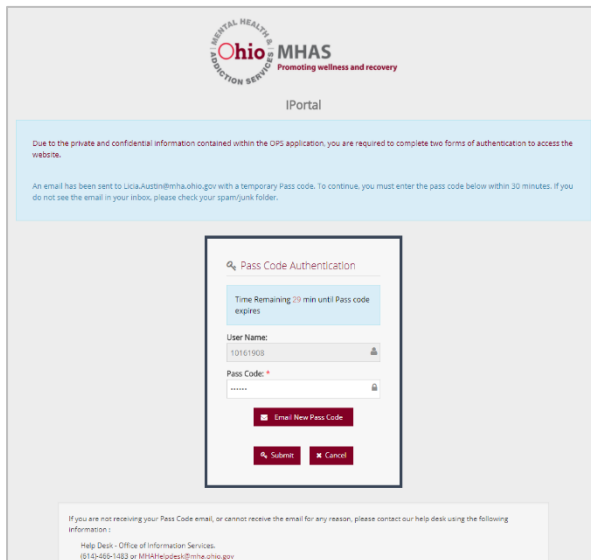 MENTAL HEALTH &
Ohio MHAS
ADDICTION SERVICES
Promoting wellness and recovery
IPortal
Due to the private and confidential information contained within the OPS application, you are required to complete two forms of authentication to access the
website.
An email has been sent to Licia.Austin@mha.ohio.gov with a temporary Pass code. To continue, you must enter the pass code below within 30 minutes. If you
do not see the email in your inbox, please check your spam/junk folder.
Pass Code Authentication
Time Remaining 29 min until Pass code
expires
User Name:
10161908
Pass Code: *
......
Email New Pass Code
Submit
Cancel
If you are not receiving your Pass Code email, or cannot receive the email for any reason, please contact our help desk using the following
information :
Help Desk - Office of Information Services.
(614)-466-1483 or MHAHelpdesk@mha.ohio.gov